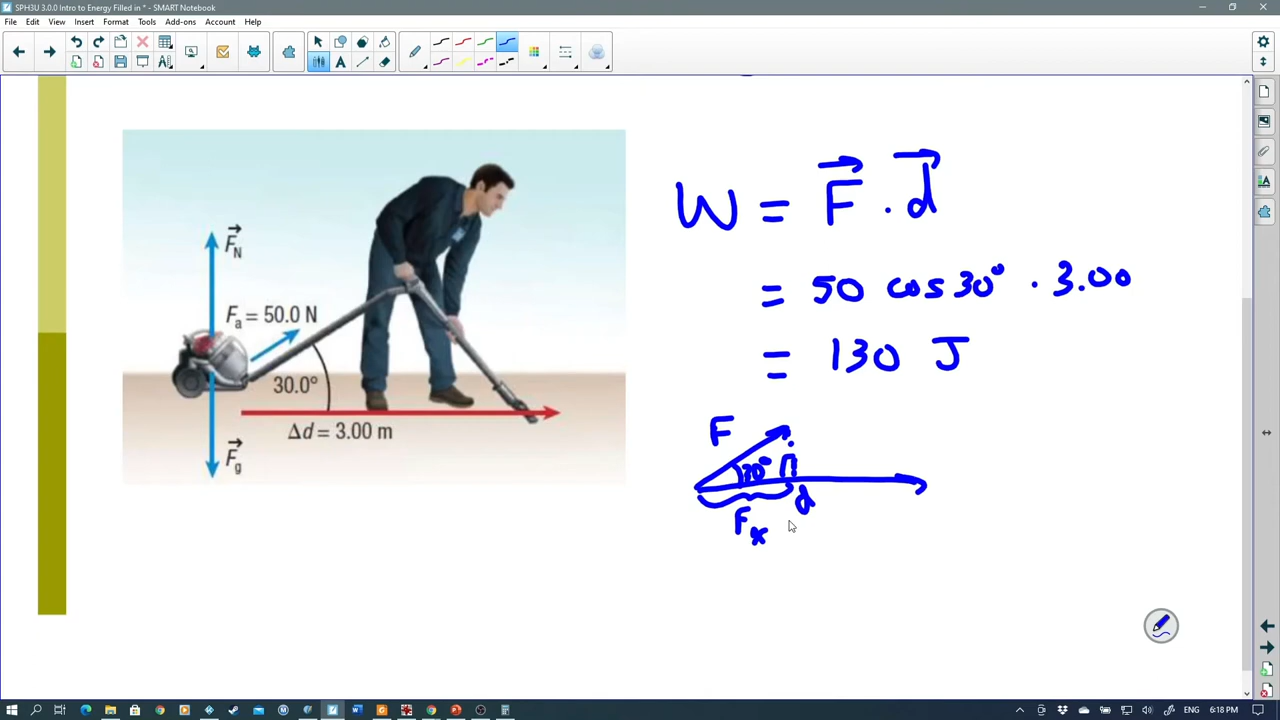 SPH3U 3.0.0 Intro to Energy Filled in * - SMART Notebook
File Edit View Insert Format Tools Add-ons Account Help
F_N
F_a = 50.0 N
30.0°
Δd = 3.00 m
F_g
W = F · d
= 50 cos30° · 3.00
= 130 J
F
30°
d
F_x
ENG 6:18 PM